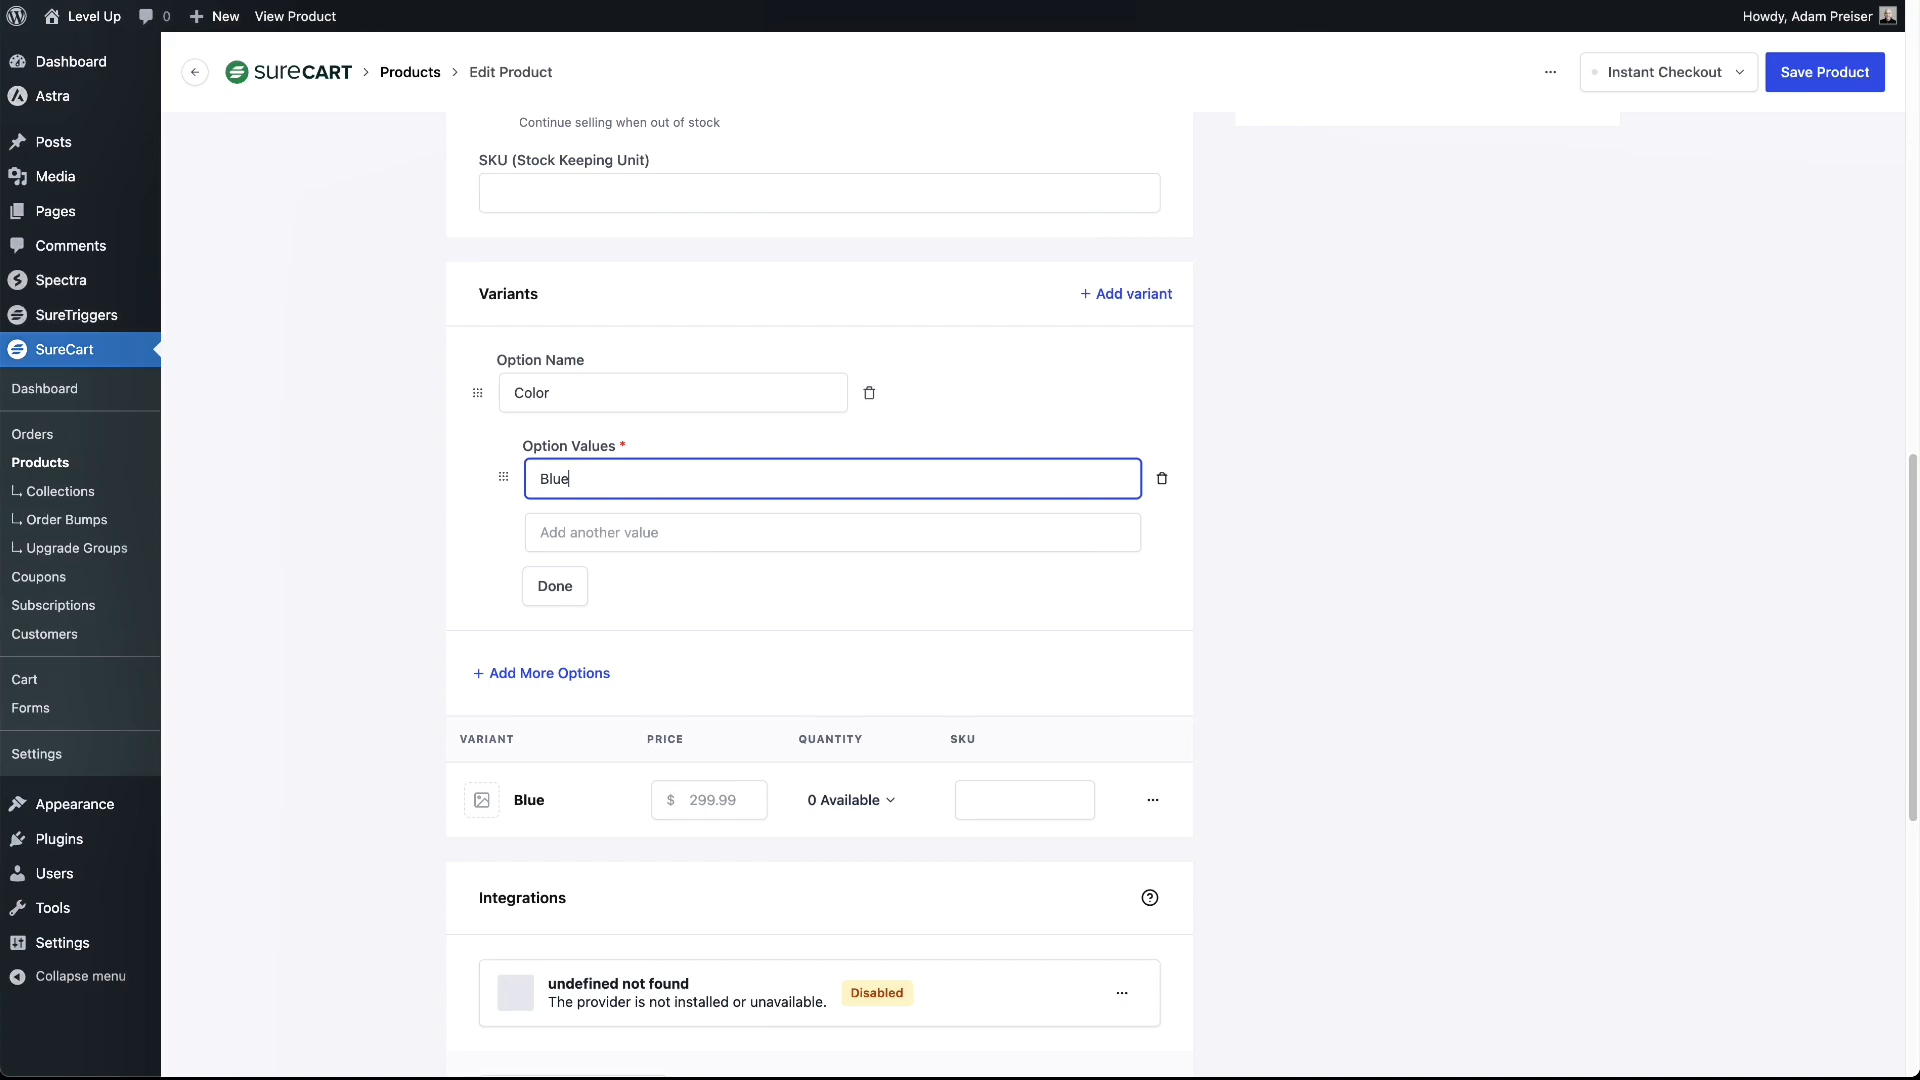 Level Up
0
New
View Product
Howdy, Adam Preiser
Dashboard
Astra
Posts
Media
Pages
Comments
Spectra
SureTriggers
SureCart
Dashboard
Orders
Products
Collections
Order Bumps
Upgrade Groups
Coupons
Subscriptions
Customers
Cart
Forms
Settings
Appearance
Plugins
Users
Tools
Settings
Collapse menu
SURECART
Products
Edit Product
Instant Checkout
Save Product
Continue selling when out of stock
SKU (Stock Keeping Unit)
Variants
+ Add variant
Option Name
Color
Option Values *
Blue
Add another value
Done
+ Add More Options
VARIANT PRICE QUANTITY SKU
Blue $ 299.99 0 Available
Integrations
undefined not found
The provider is not installed or unavailable.
Disabled